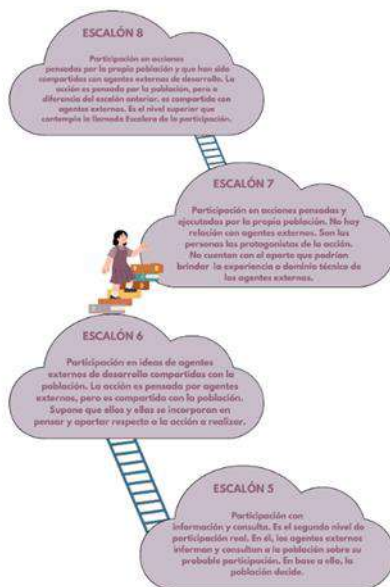 ESCALÓN 8
Participación en acciones
pensadas por la propia población y que han sido
compartidas con agentes externos de desarrollo. La
acción es pensada por la población, pero a
diferencia del escalón anterior, es compartida con
agentes externos. Es el nivel superior que
contempla la llamada Escalera de la participación.
ESCALÓN 7
Participación en acciones pensadas y
ejecutadas por la propia población. No hay
relación con agentes externos. Son las
personas las protagonistas de la acción.
No cuentan con el aporte que podrían
brindar la experiencia o dominio técnico de
los agentes externos.
ESCALÓN 6
Participación en ideas de agentes
externos de desarrollo compartidas con la
población. La acción es pensada por agentes
externos, pero es compartida con la población.
Supone que ellos y ellas se incorporan en
pensar y aportar respecto a la acción a realizar.
ESCALÓN 5
Participación con
información y consulta. Es el segundo nivel de
participación real. En él, los agentes externos
informan y consultan a la población sobre su
probable participación. En base a ello, la
población decide.